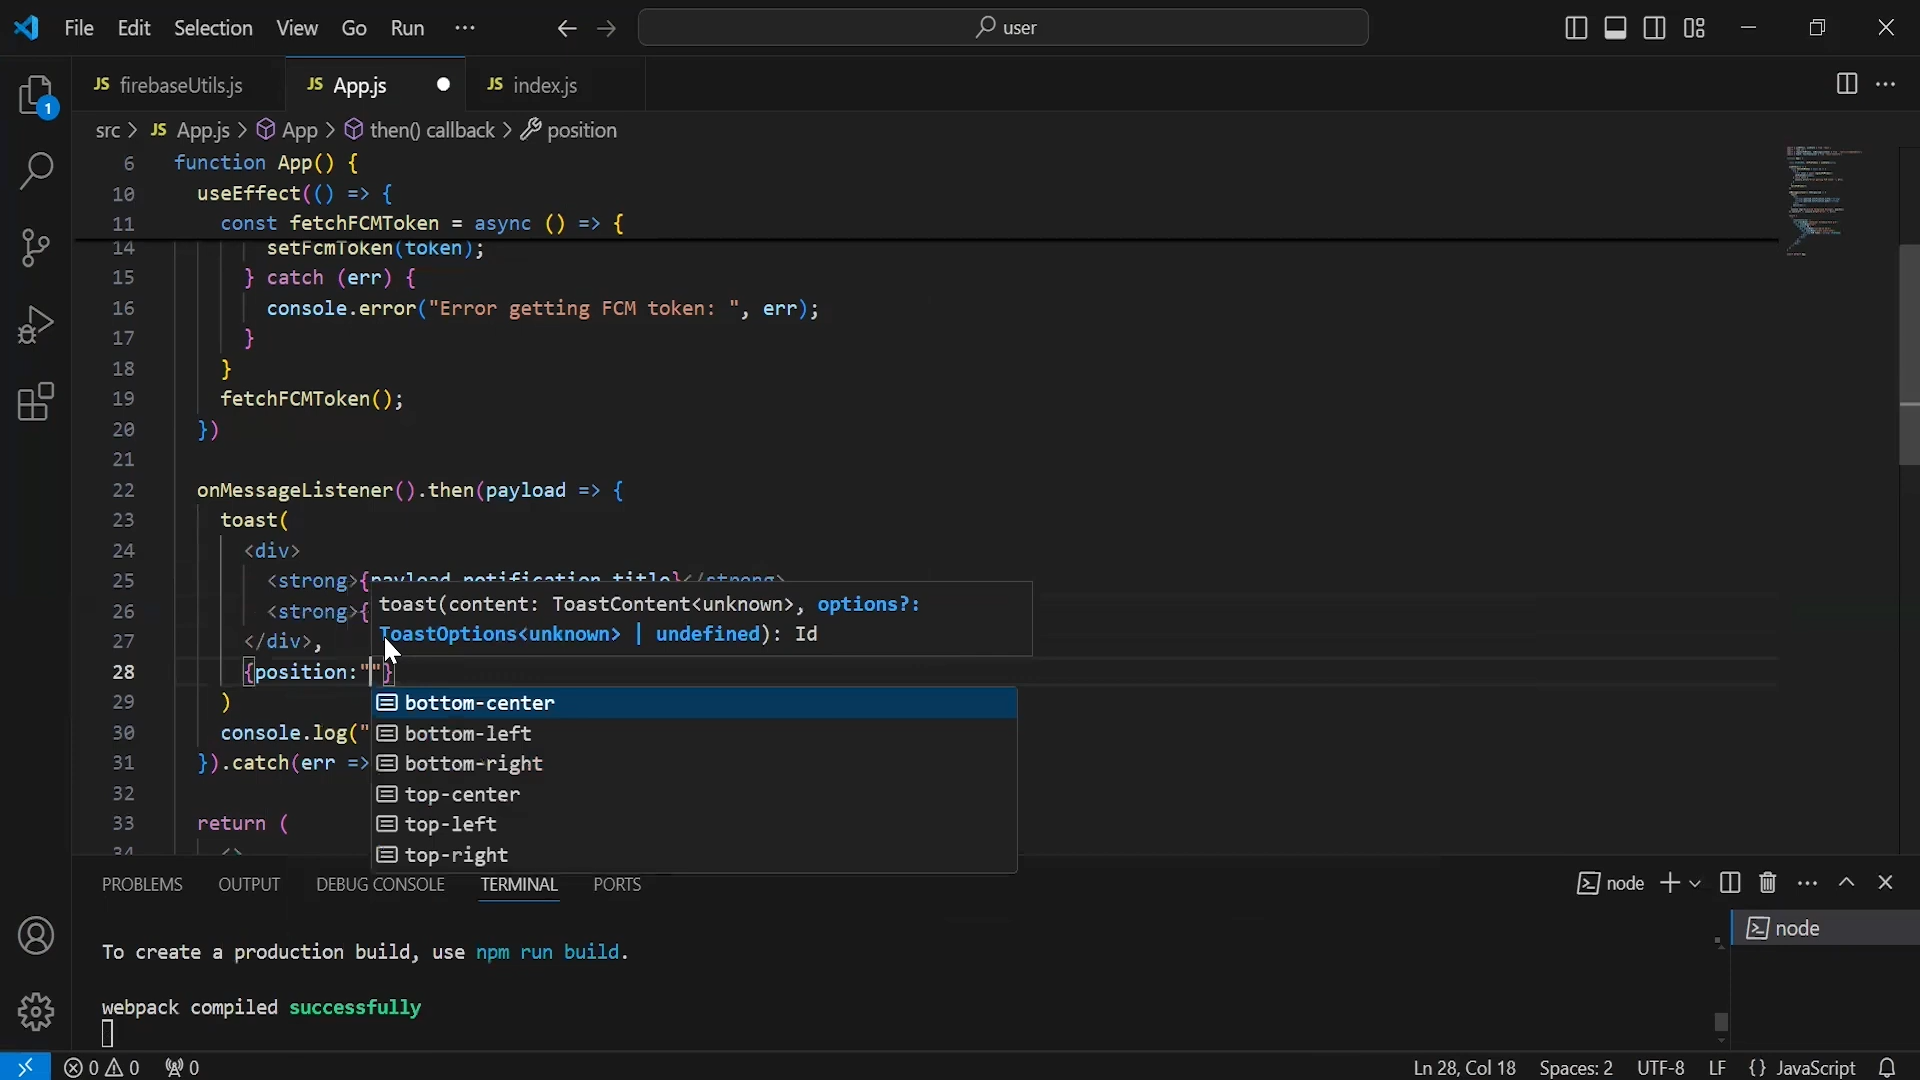 File Edit Selection View Go Run ···
user
JS firebaseUtils.js JS App.js JS index.js
src > JS App.js > App > then() callback > position
6 function App() {
10 useEffect(() => {
11 const fetchFCMToken = async () => {
14 setFcmToken(token);
15 } catch (err) {
16 console.error("Error getting FCM token: ", err);
17 }
18 }
19 fetchFCMToken();
20 })
21
22 onMessageListener().then(payload => {
23 toast(
24 <div>
25 <strong>{payload.notification.title}</strong>
26 <strong>{
toast(content: ToastContent<unknown>, options?:
ToastOptions<unknown> | undefined): Id
27 </div>,
28 {position:""}
29 )
30 console.log("
31 }).catch(err =>
32
33 return (
34 <>
bottom-center
bottom-left
bottom-right
top-center
top-left
top-right
PROBLEMS OUTPUT DEBUG CONSOLE TERMINAL PORTS
node
To create a production build, use npm run build.
webpack compiled successfully
node
1
0 0 0
Ln 28, Col 18 Spaces: 2 UTF-8 LF {} JavaScript